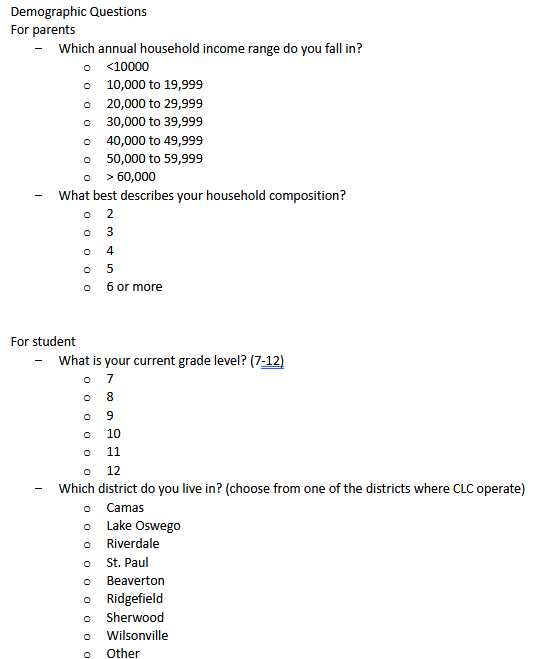 Demographic Questions
For parents
– Which annual household income range do you fall in?
o <10000
o 10,000 to 19,999
o 20,000 to 29,999
o 30,000 to 39,999
o 40,000 to 49,999
o 50,000 to 59,999
o > 60,000
– What best describes your household composition?
o 2
o 3
o 4
o 5
o 6 or more
For student
– What is your current grade level? (7-12)
o 7
o 8
o 9
o 10
o 11
o 12
– Which district do you live in? (choose from one of the districts where CLC operate)
o Camas
o Lake Oswego
o Riverdale
o St. Paul
o Beaverton
o Ridgefield
o Sherwood
o Wilsonville
o Other